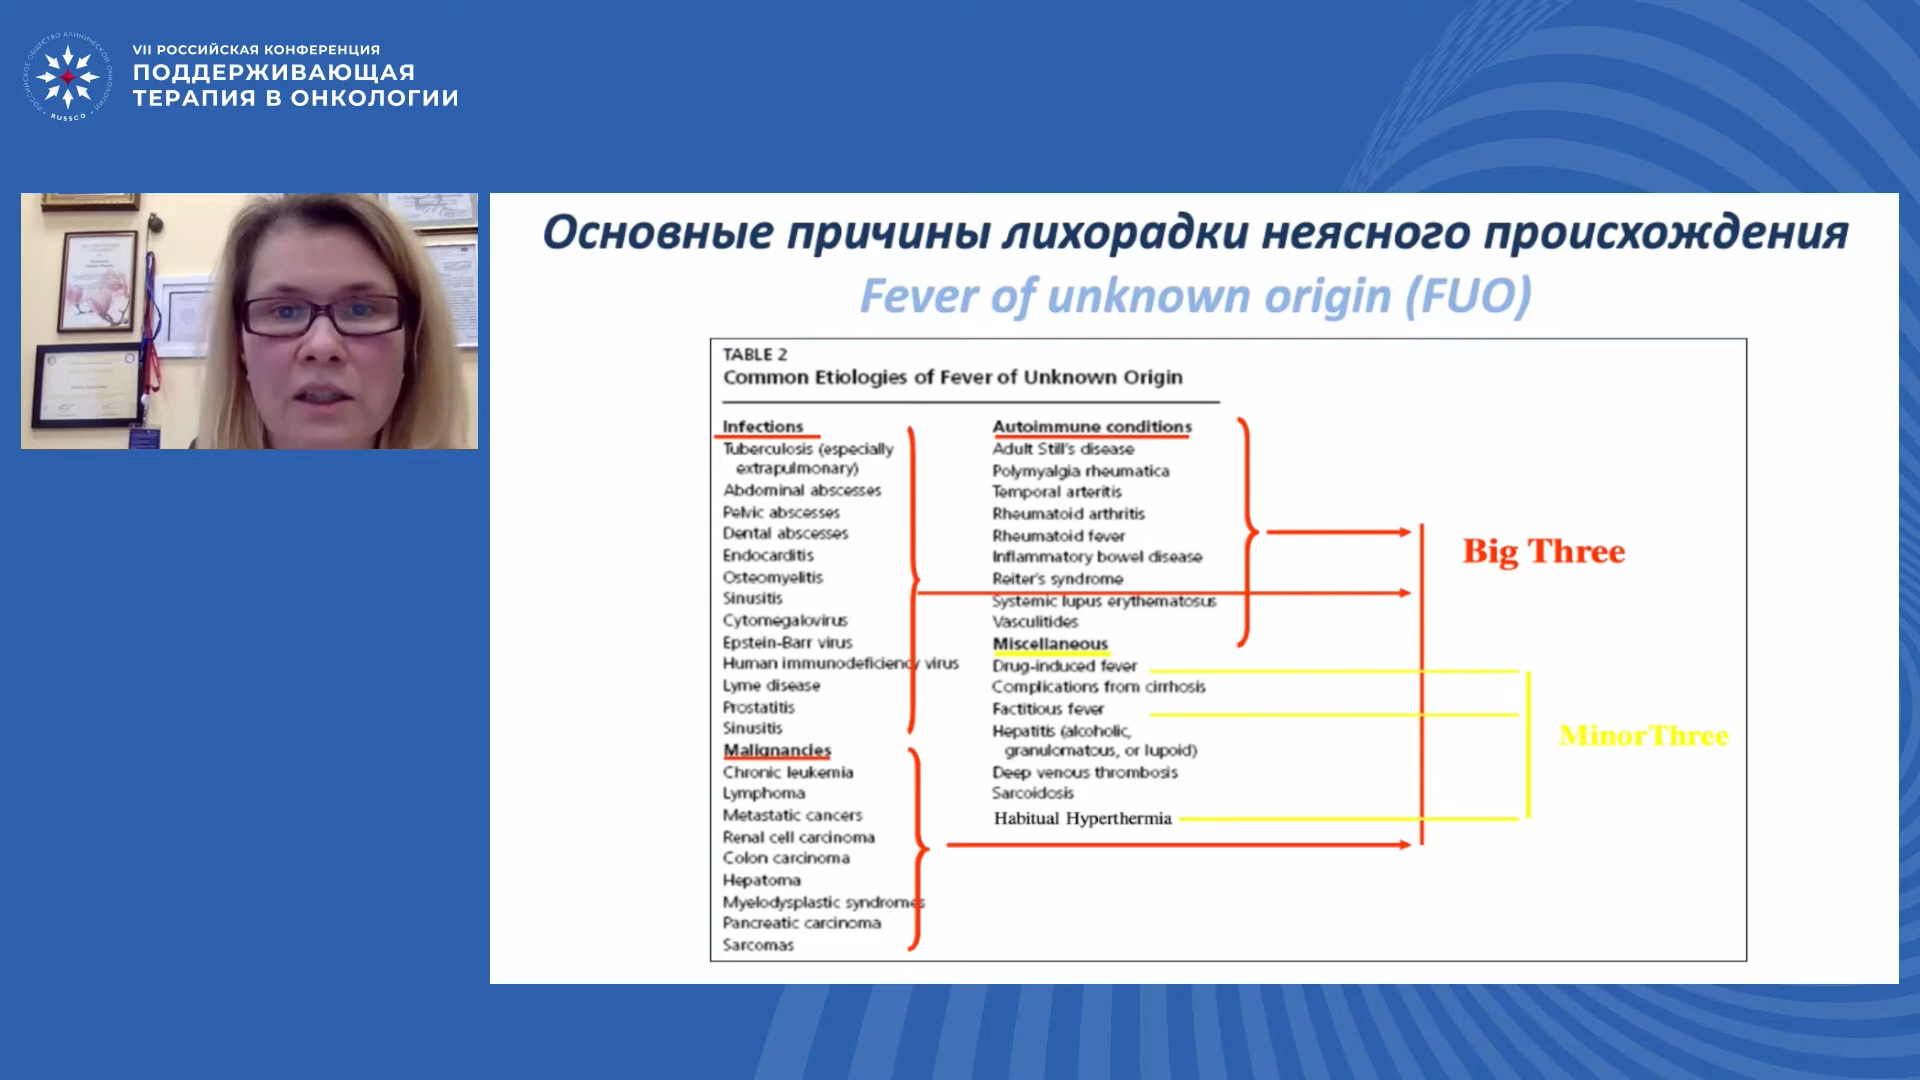 VII РОССИЙСКАЯ КОНФЕРЕНЦИЯ
ПОДДЕРЖИВАЮЩАЯ
ТЕРАПИЯ В ОНКОЛОГИИ
РОССИЙСКОЕ ОБЩЕСТВО КЛИНИЧЕСКОЙ ОНКОЛОГИИ
RUSSCO
Основные причины лихорадки неясного происхождения
Fever of unknown origin (FUO)
TABLE 2
Common Etiologies of Fever of Unknown Origin
Infections
Tuberculosis (especially
extrapulmonary)
Abdominal abscesses
Pelvic abscesses
Dental abscesses
Endocarditis
Osteomyelitis
Sinusitis
Cytomegalovirus
Epstein-Barr virus
Human immunodeficiency virus
Lyme disease
Prostatitis
Sinusitis
Malignancies
Chronic leukemia
Lymphoma
Metastatic cancers
Renal cell carcinoma
Colon carcinoma
Hepatoma
Myelodysplastic syndromes
Pancreatic carcinoma
Sarcomas
Autoimmune conditions
Adult Still's disease
Polymyalgia rheumatica
Temporal arteritis
Rheumatoid arthritis
Rheumatoid fever
Inflammatory bowel disease
Reiter's syndrome
Systemic lupus erythematosus
Vasculitides
Miscellaneous
Drug-induced fever
Complications from cirrhosis
Factitious fever
Hepatitis (alcoholic,
granulomatous, or lupoid)
Deep venous thrombosis
Sarcoidosis
Habitual Hyperthermia
Big Three
MinorThree